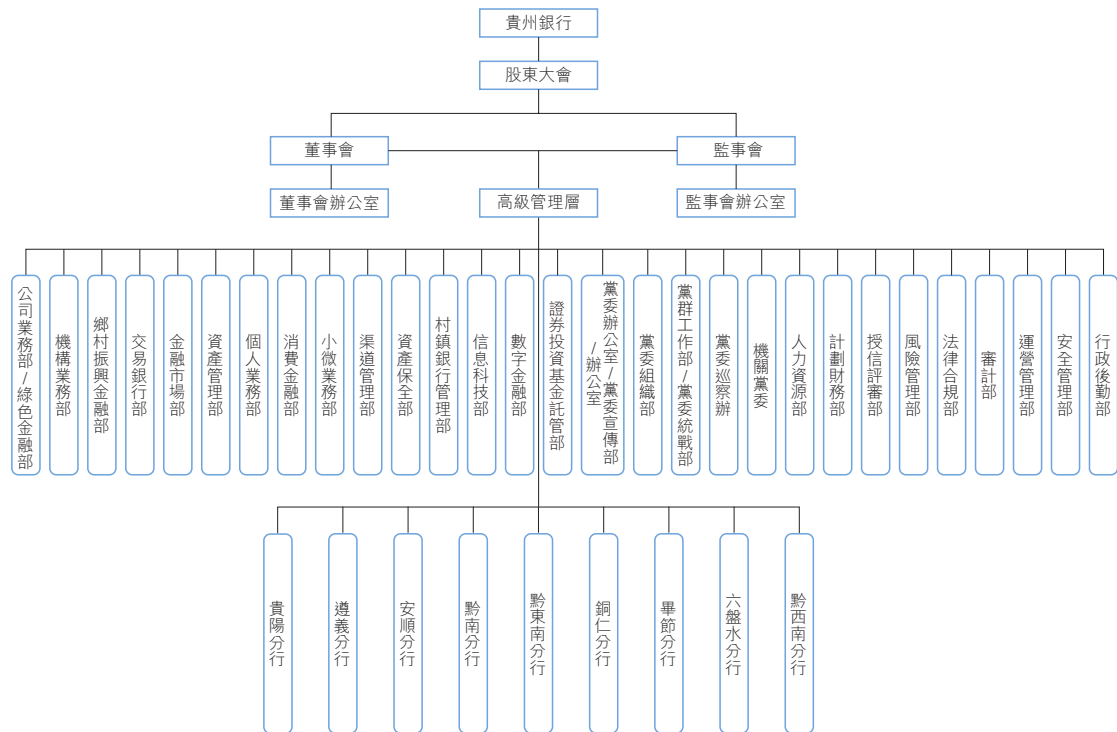 貴州銀行
股東大會
董事會
監事會
董事會辦公室
高級管理層
監事會辦公室
公司業務部/綠色金融部
機構業務部
鄉村振興金融部
交易銀行部
金融市場部
資產管理部
個人業務部
消費金融部
小微業務部
渠道管理部
資產保全部
村鎮銀行管理部
信息科技部
數字金融部
證券投資基金託管部
黨委辦公室/黨委宣傳部
/辦公室
黨委組織部
黨群工作部/黨委統戰部
黨委巡察辦
機關黨委
人力資源部
計劃財務部
授信評審部
風險管理部
法律合規部
審計部
運營管理部
安全管理部
行政後勤部
貴陽分行
遵義分行
安順分行
黔南分行
黔東南分行
銅仁分行
畢節分行
六盤水分行
黔西南分行